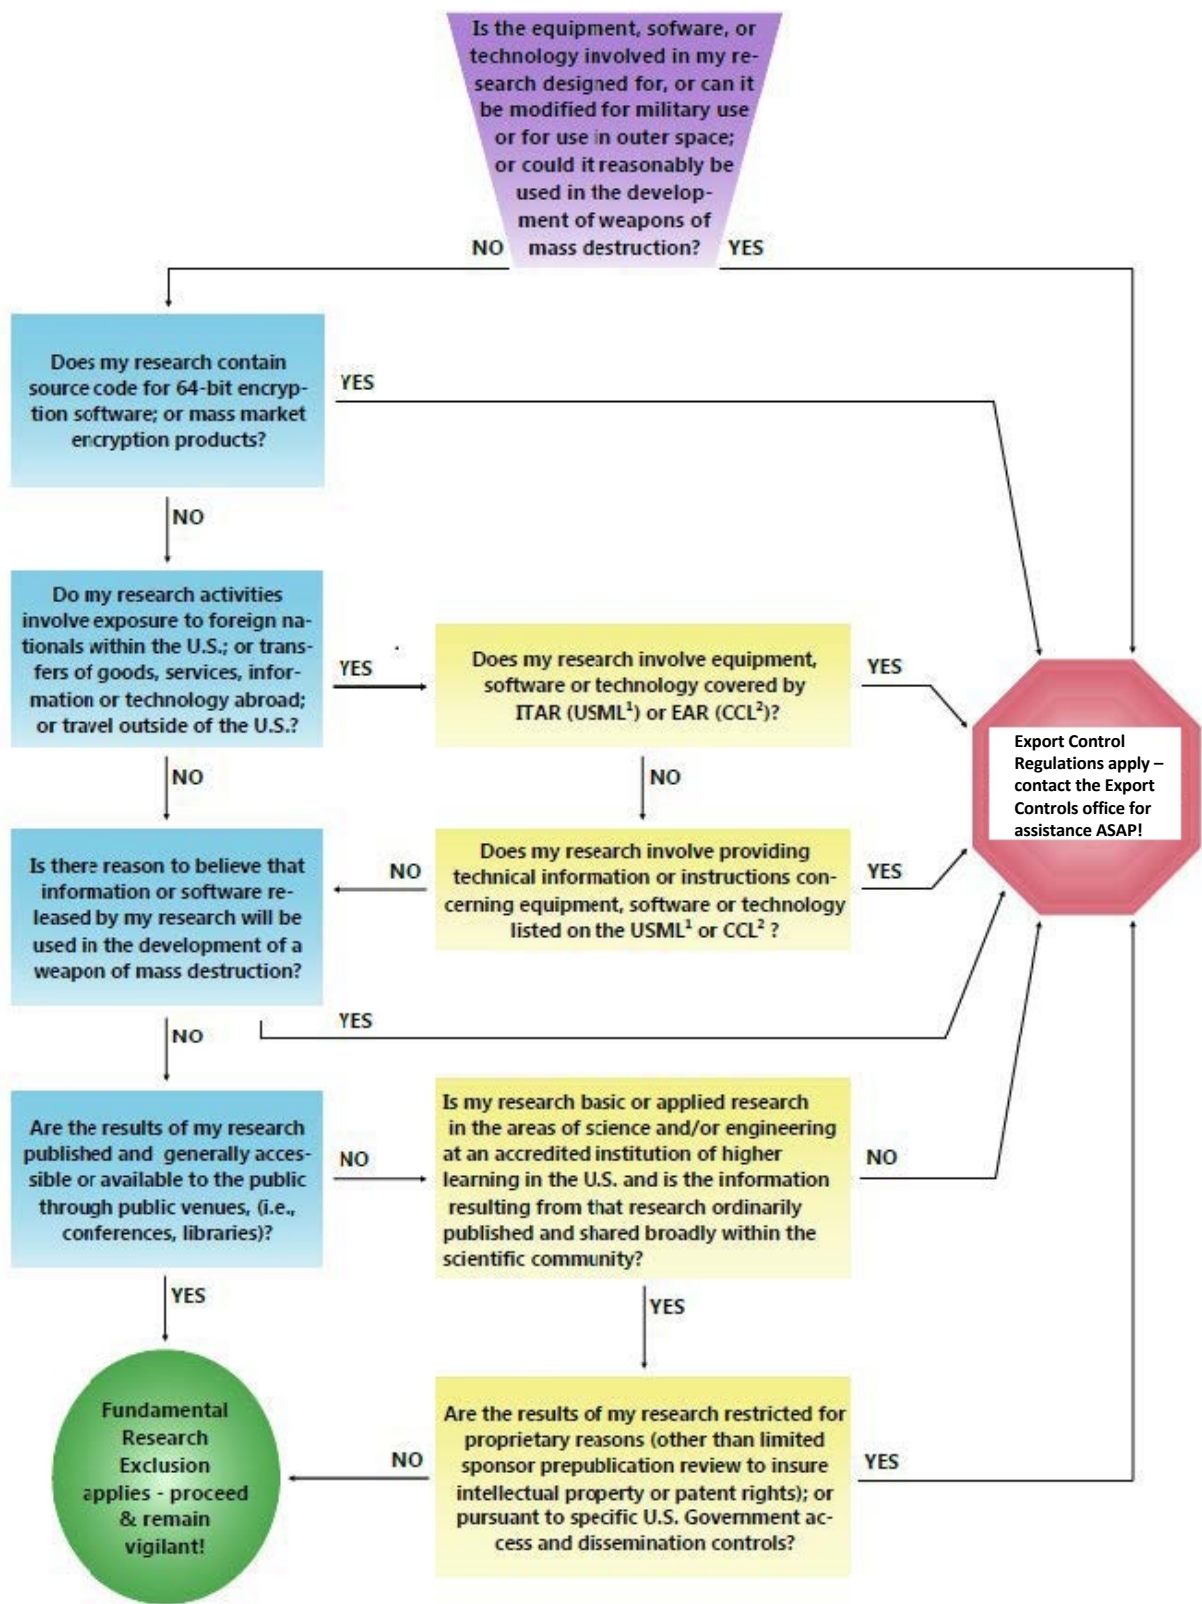 Is the equipment, sofware, or
technology involved in my re-
search designed for, or can it
be modified for military use
or for use in outer space;
or could it reasonably be
used in the develop-
ment of weapons of
mass destruction?
NO
YES
Does my research contain
source code for 64-bit encryp-
tion software; or mass market
encryption products?
YES
NO
Do my research activities
involve exposure to foreign na-
tionals within the U.S.; or trans-
fers of goods, services, infor-
mation or technology abroad;
or travel outside of the U.S.?
YES
Does my research involve equipment,
software or technology covered by
ITAR (USML¹) or EAR (CCL²)?
YES
Export Control
Regulations apply –
contact the Export
Controls office for
assistance ASAP!
NO
NO
Is there reason to believe that
information or software re-
leased by my research will be
used in the development of a
weapon of mass destruction?
NO
Does my research involve providing
technical information or instructions con-
cerning equipment, software or technology
listed on the USML¹ or CCL² ?
YES
YES
NO
Are the results of my research
published and generally acces-
sible or available to the public
through public venues, (i.e.,
conferences, libraries)?
NO
Is my research basic or applied research
in the areas of science and/or engineering
at an accredited institution of higher
learning in the U.S. and is the information
resulting from that research ordinarily
published and shared broadly within the
scientific community?
NO
YES
YES
Fundamental
Research
Exclusion
applies - proceed
& remain
vigilant!
NO
Are the results of my research restricted for
proprietary reasons (other than limited
sponsor prepublication review to insure
intellectual property or patent rights); or
pursuant to specific U.S. Government ac-
cess and dissemination controls?
YES